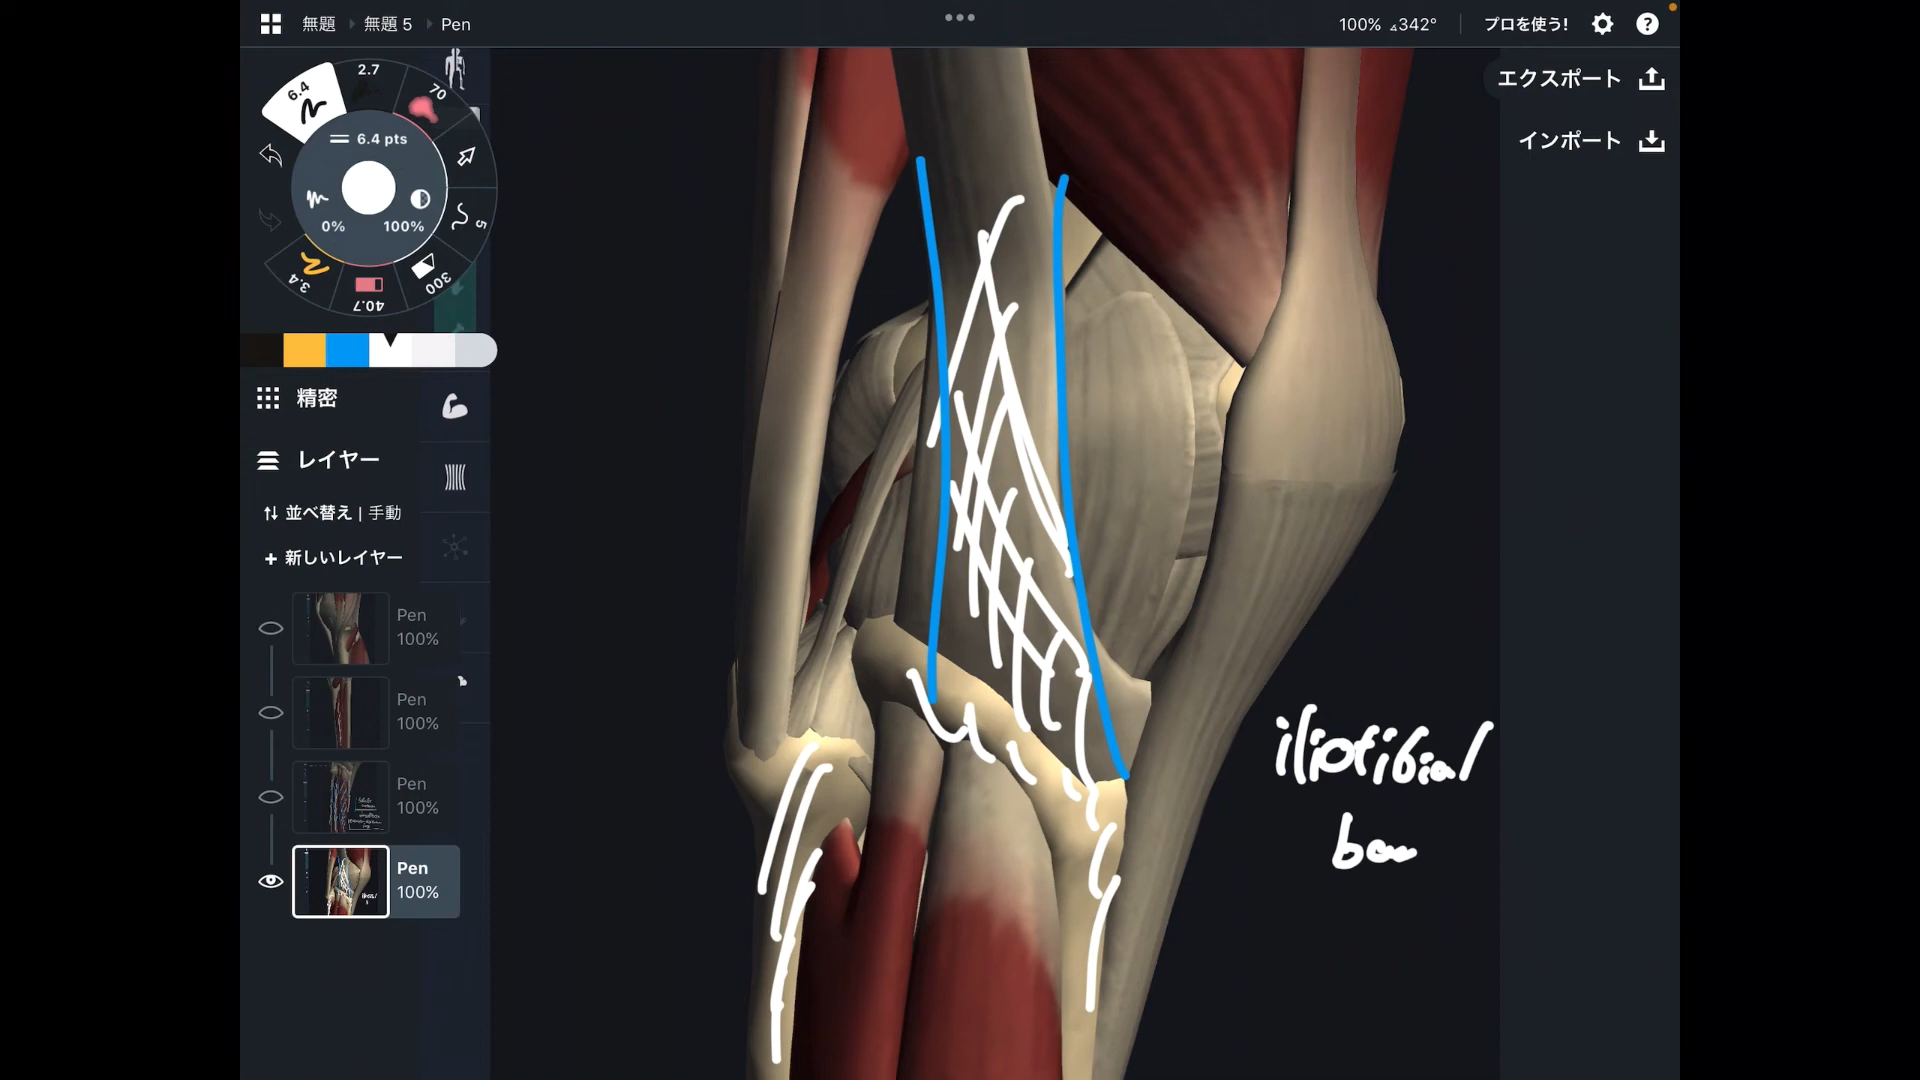 無題 無題 5 Pen
100% ⊿342°
プロを使う!
エクスポート
インポート
2.7
6.4
70
6.4 pts
0% 100%
5
3.4
40.7
300
精密
レイヤー
並べ替え | 手動
+ 新しいレイヤー
Pen
100%
Pen
100%
Pen
100%
Pen
100%
iliotibial